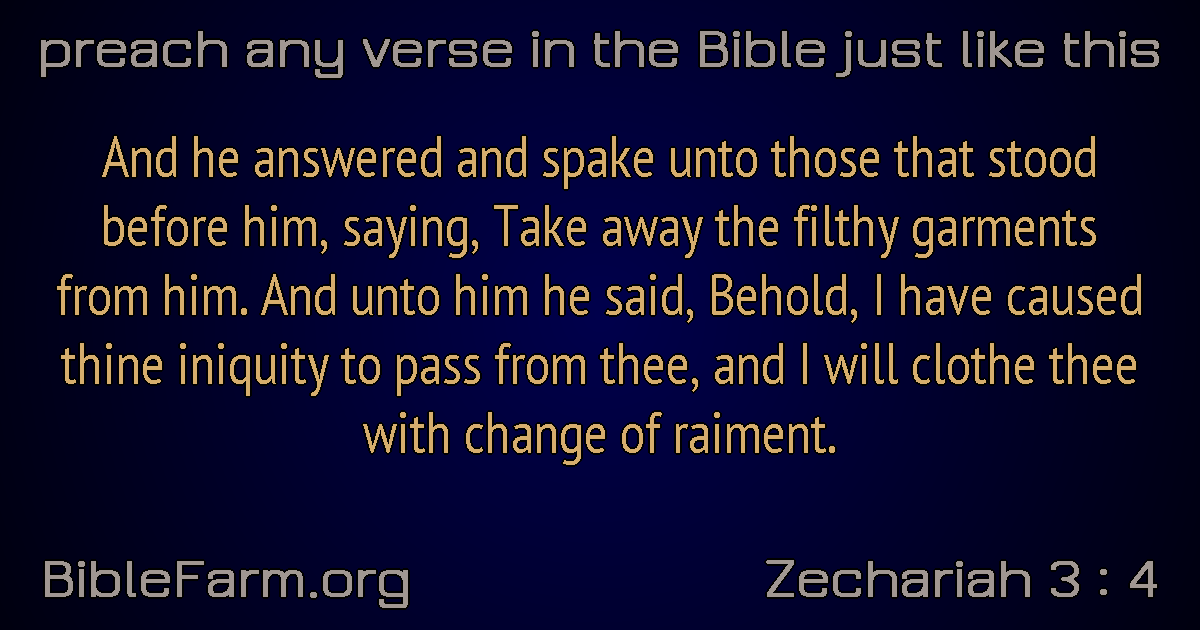 preach any verse in the Bible just like this
And he answered and spake unto those that stood
before him, saying, Take away the filthy garments
from him. And unto him he said, Behold, I have caused
thine iniquity to pass from thee, and I will clothe thee
with change of raiment.
BibleFarm.org
Zechariah 3 : 4